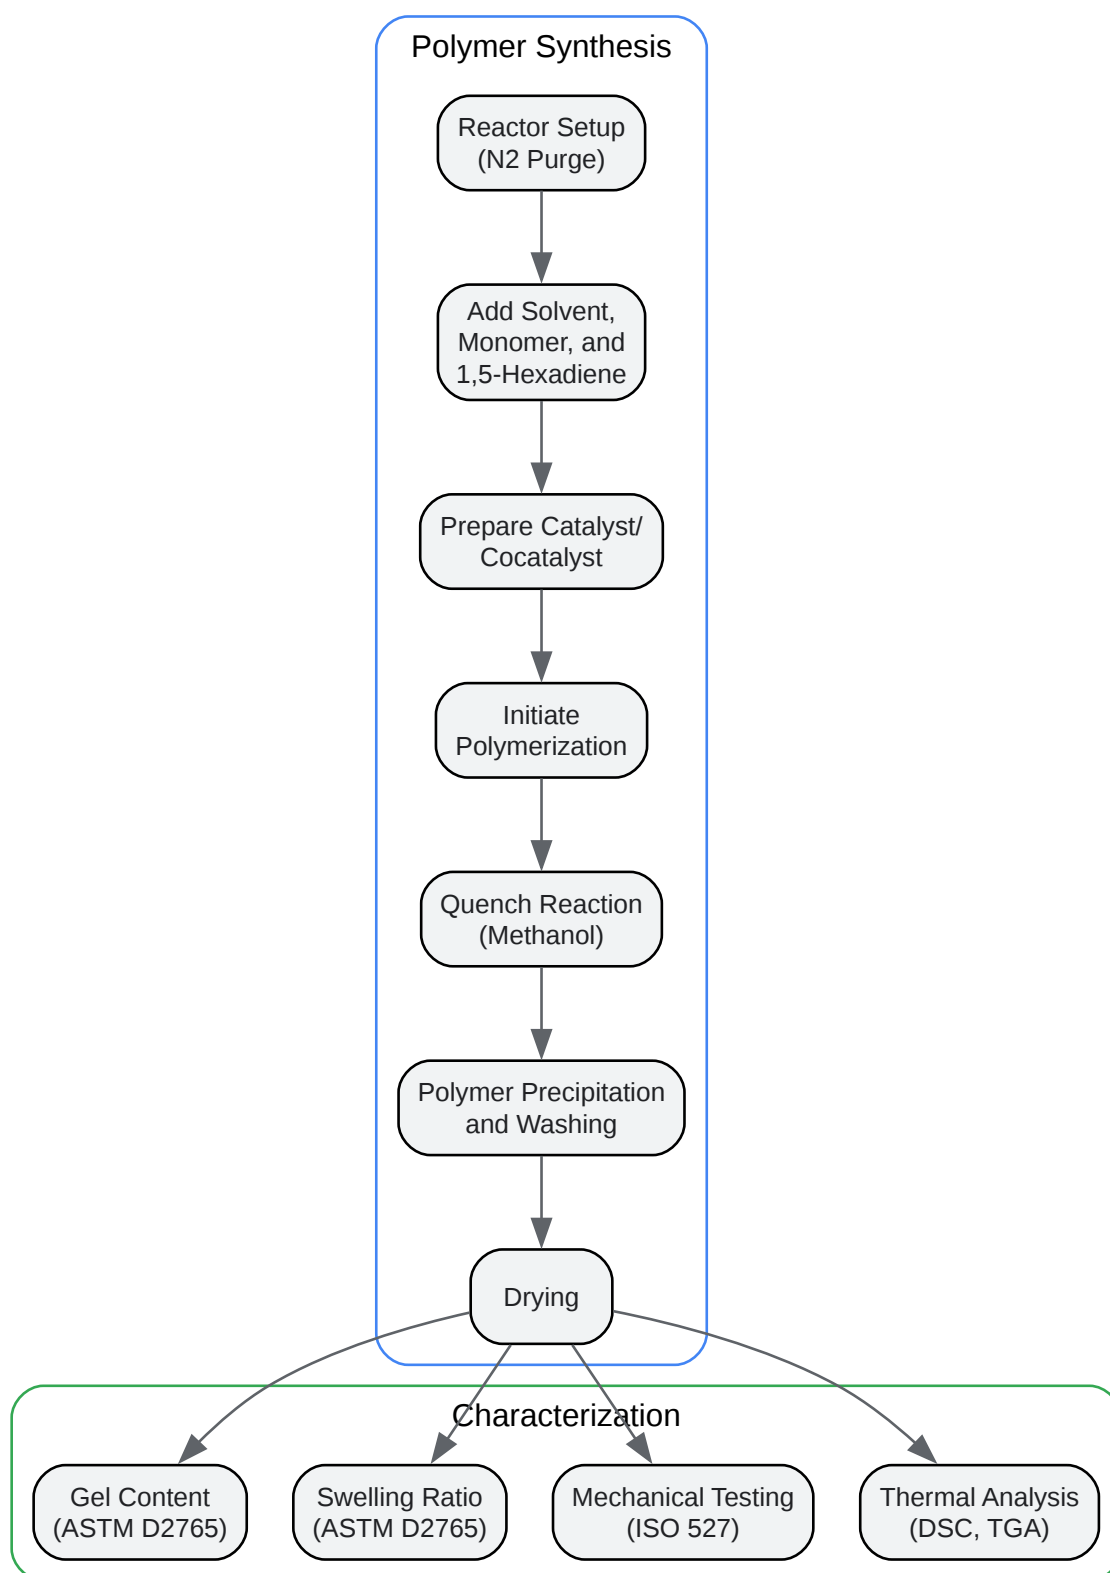 Polymer Synthesis
Reactor Setup
(N2 Purge)
Add Solvent,
Monomer, and
1,5-Hexadiene
Prepare Catalyst/
Cocatalyst
Initiate
Polymerization
Quench Reaction
(Methanol)
Polymer Precipitation
and Washing
Drying
Characterization
Gel Content
(ASTM D2765)
Swelling Ratio
(ASTM D2765)
Mechanical Testing
(ISO 527)
Thermal Analysis
(DSC, TGA)